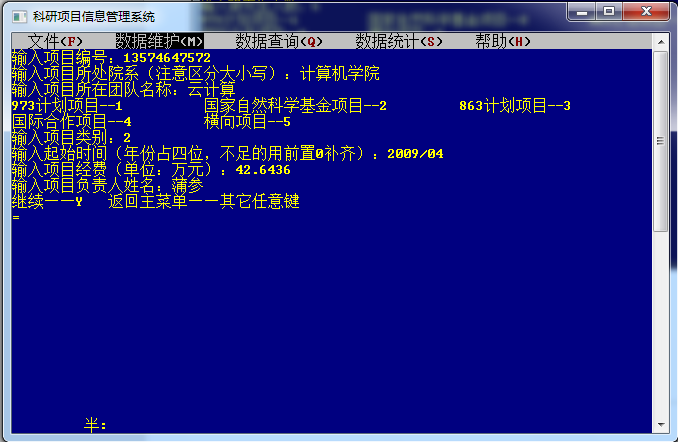 科研项目信息管理系统
文件(F) 数据维护(M) 数据查询(Q) 数据统计(S) 帮助(H)
输入项目编号：13574647572
输入项目所处院系（注意区分大小写）：计算机学院
输入项目所在团队名称：云计算
973计划项目--1 国家自然科学基金项目--2 863计划项目--3
国际合作项目--4 横向项目--5
输入项目类别：2
输入起始时间（年份占四位，不足的用前置0补齐）：2009/04
输入项目经费（单位：万元）：42.6436
输入项目负责人姓名：蒲参
继续——Y 返回主菜单——其它任意键
=
半：